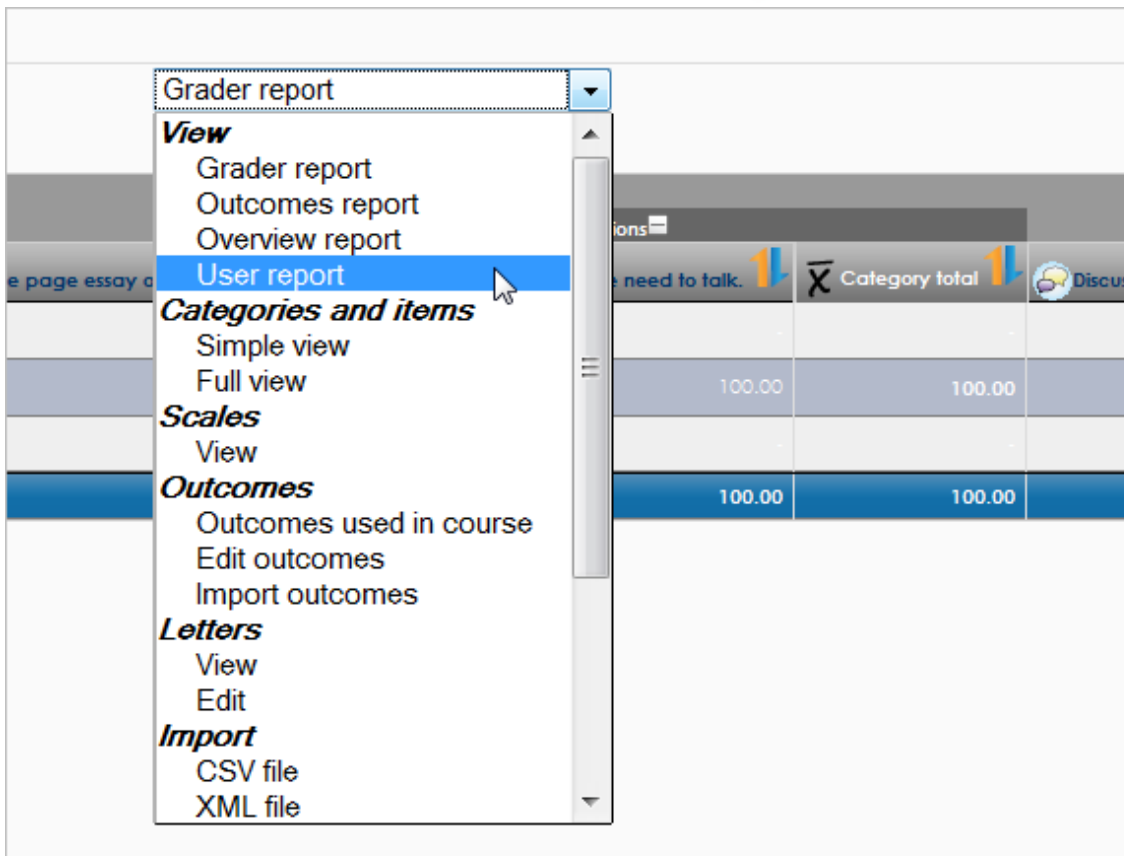 Grader report
View
Grader report
Outcomes report
Overview report
User report
Categories and items
Simple view
Full view
Scales
View
Outcomes
Outcomes used in course
Edit outcomes
Import outcomes
Letters
View
Edit
Import
CSV file
XML file
page essay
need to talk.
Category total
100.00
100.00
100.00
100.00